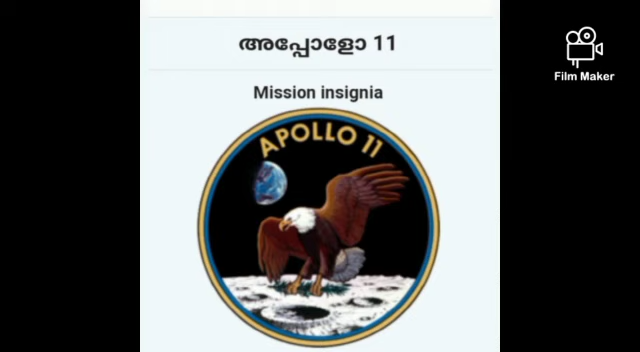 അപ്പോളോ 11
Film Maker
Mission insignia
APOLLO 11